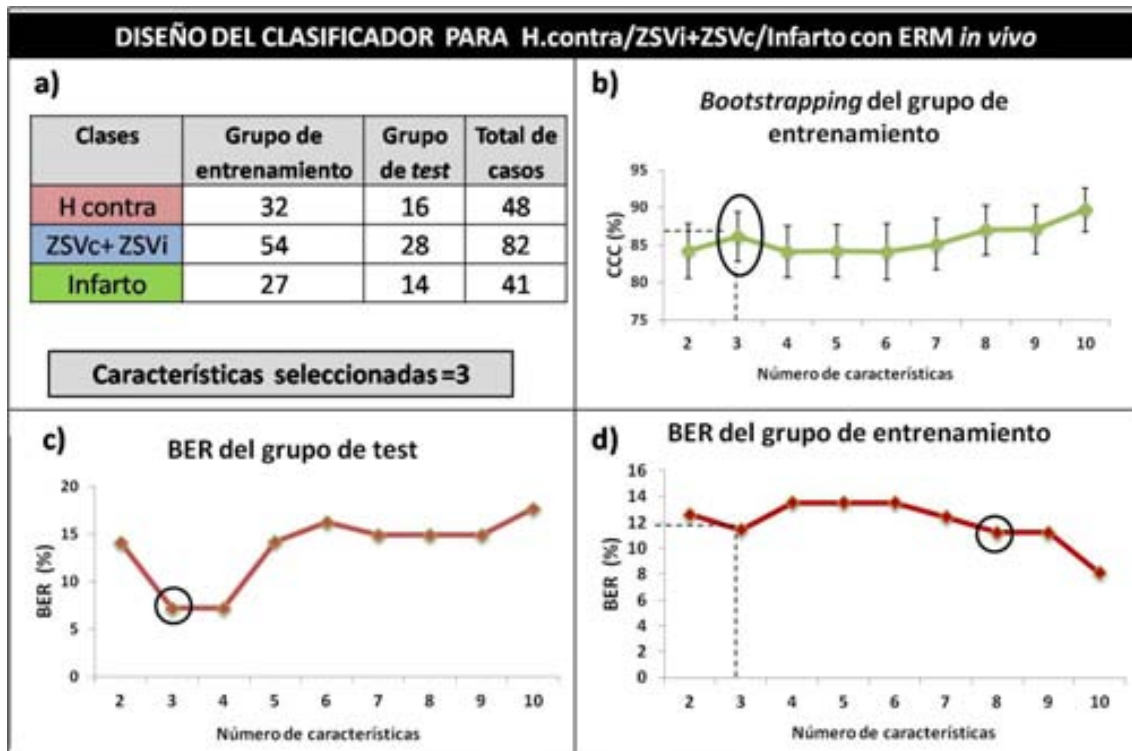 DISEÑO DEL CLASIFICADOR PARA H.contra/ZSVi+ZSVc/Infarto con ERM in vivo
a)
Clases Grupo de entrenamiento Grupo de test Total de casos
H contra 32 16 48
ZSVc+ ZSVi 54 28 82
Infarto 27 14 41
Características seleccionadas=3
b)
Bootstrapping del grupo de
entrenamiento
CCC (%)
95
90
85
80
75
2 3 4 5 6 7 8 9 10
Número de características
c)
BER del grupo de test
BER (%)
20
15
10
5
0
2 3 4 5 6 7 8 9 10
Número de características
d)
BER del grupo de entrenamiento
BER (%)
16
14
12
10
8
6
4
2
0
2 3 4 5 6 7 8 9 10
Número de características